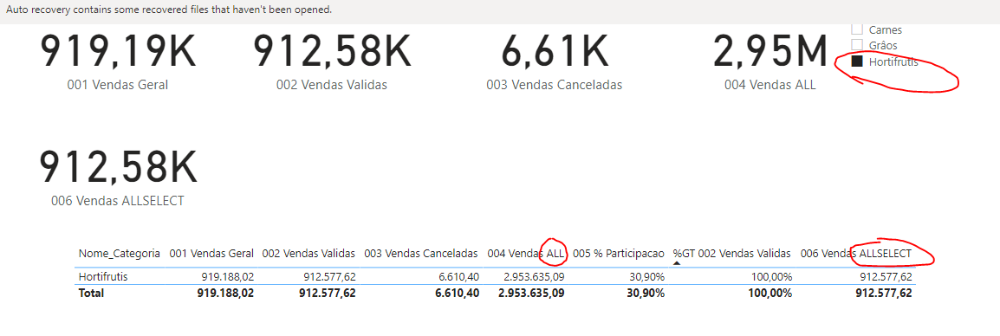 Auto recovery contains some recovered files that haven't been opened.
919,19K 912,58K 6,61K 2,95M
001 Vendas Geral 002 Vendas Validas 003 Vendas Canceladas 004 Vendas ALL
Carnes
Grâos
Hortifrutis
912,58K
006 Vendas ALLSELECT
Nome_Categoria 001 Vendas Geral 002 Vendas Validas 003 Vendas Canceladas 004 Vendas ALL 005 % Participacao %GT 002 Vendas Validas 006 Vendas ALLSELECT
Hortifrutis 919.188,02 912.577,62 6.610,40 2.953.635,09 30,90% 100,00% 912.577,62
Total 919.188,02 912.577,62 6.610,40 2.953.635,09 30,90% 100,00% 912.577,62